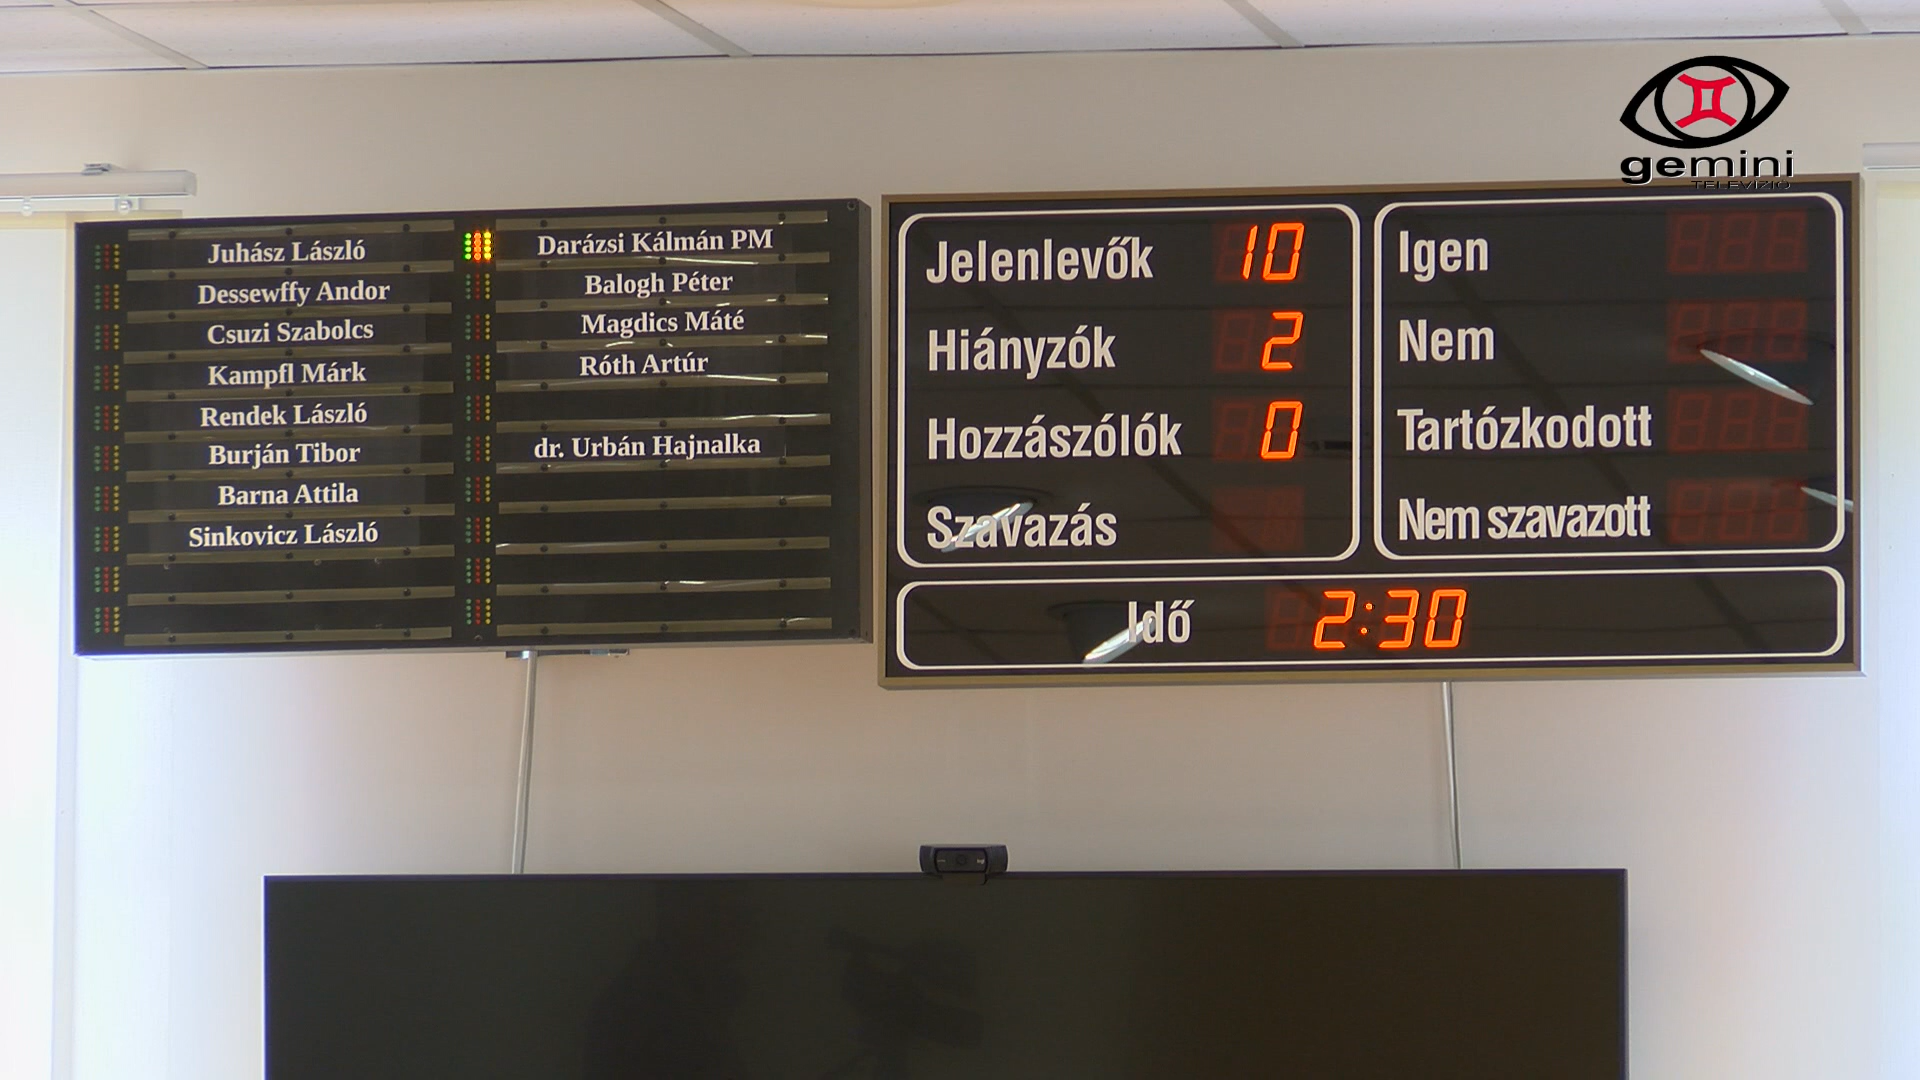 gemini
TELEVÍZIÓ
Juhász László
Dessewffy Andor
Csuzi Szabolcs
Kampfl Márk
Rendek László
Burján Tibor
Barna Attila
Sinkovicz László
Darázsi Kálmán PM
Balogh Péter
Magdics Máté
Róth Artúr
dr. Urbán Hajnalka
Jelenlevők 10
Hiányzók 2
Hozzászólók 0
Szavazás
Igen
Nem
Tartózkodott
Nem szavazott
Idő 2:30